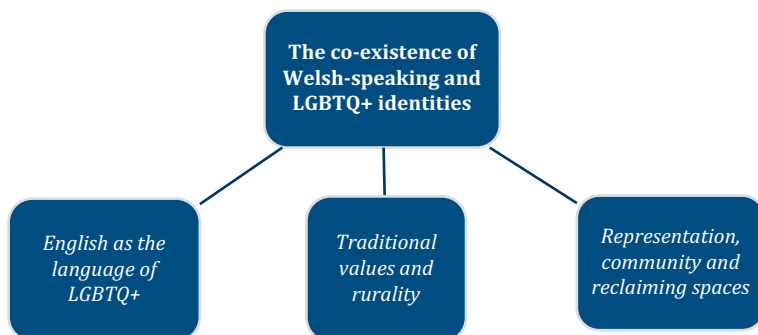 The co-existence of
Welsh-speaking and
LGBTQ+ identities
English as the
language of
LGBTQ+
Traditional
values and
rurality
Representation,
community and
reclaiming spaces